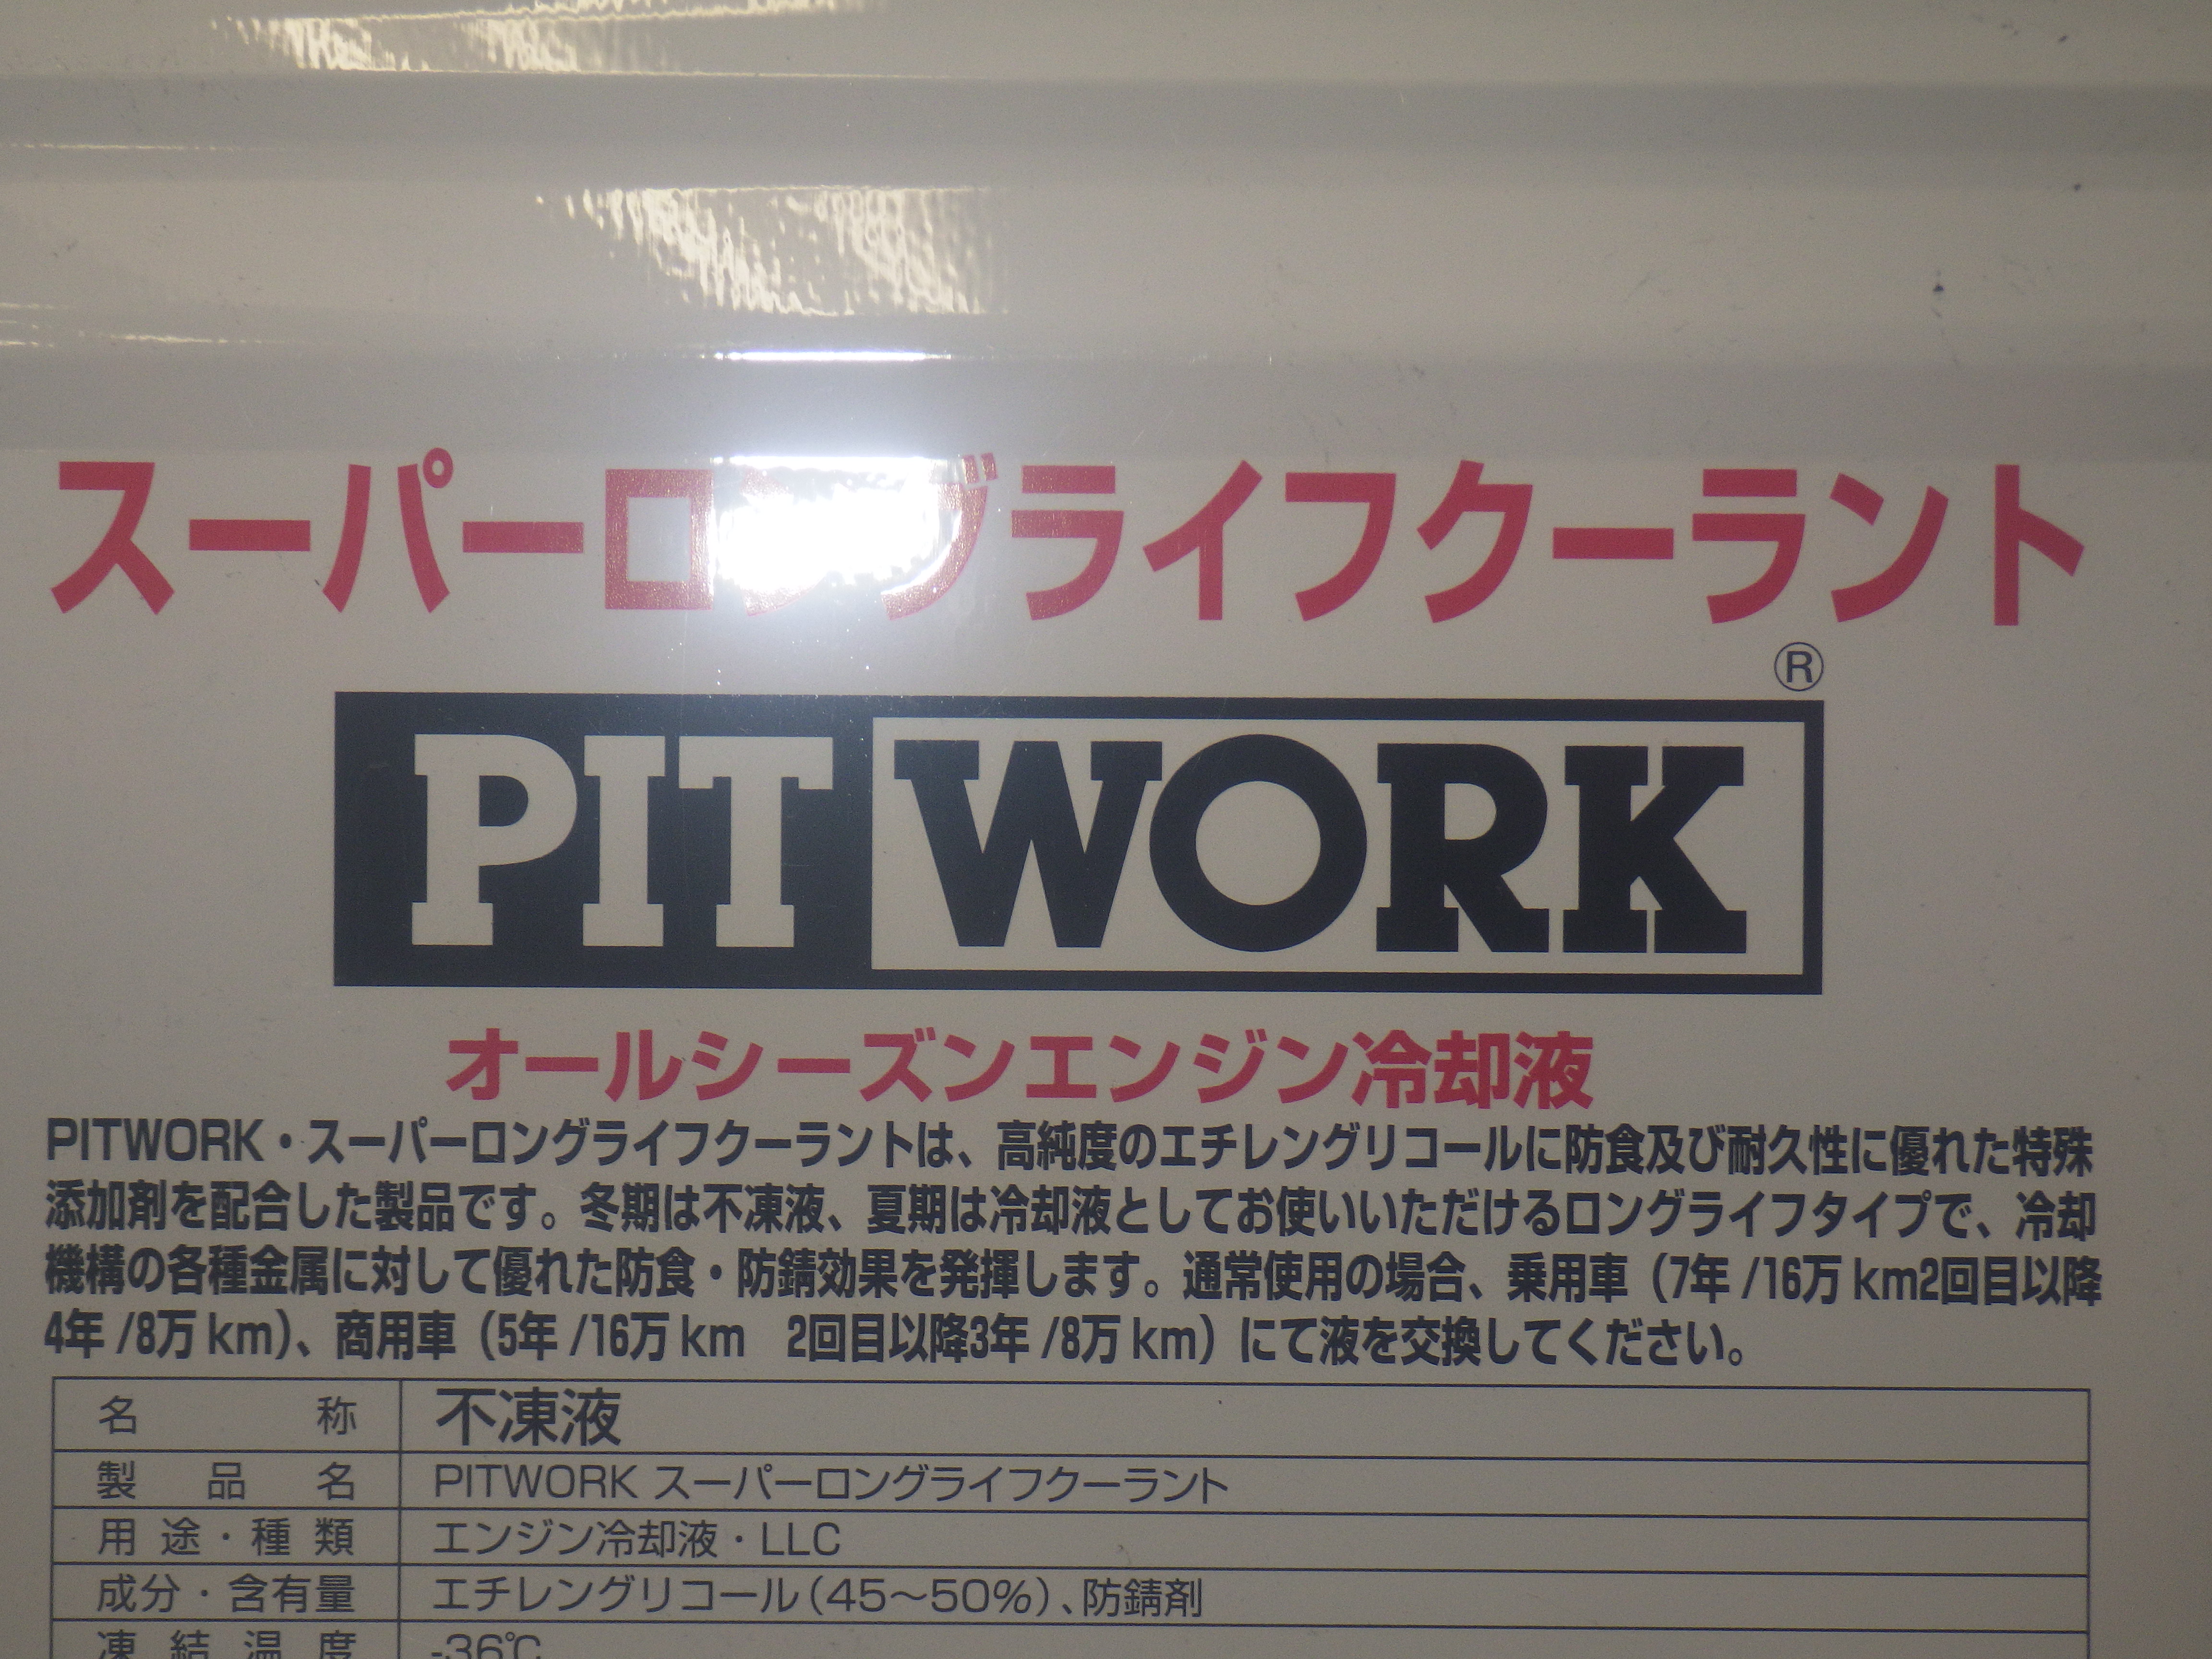 スーパーロングライフクーラント
®
PIT WORK
オールシーズンエンジン冷却液
PITWORK・スーパーロングライフクーラントは、高純度のエチレングリコールに防食及び耐久性に優れた特殊
添加剤を配合した製品です。冬期は不凍液、夏期は冷却液としてお使いいただけるロングライフタイプで、冷却
機構の各種金属に対して優れた防食・防錆効果を発揮します。通常使用の場合、乗用車（7年/16万km2回目以降
4年/8万km）、商用車（5年/16万km　2回目以降3年/8万km）にて液を交換してください。
名称 不凍液
製品名 PITWORK スーパーロングライフクーラント
用途・種類 エンジン冷却液・LLC
成分・含有量 エチレングリコール（45～50％）、防錆剤
凍結温度 -36℃